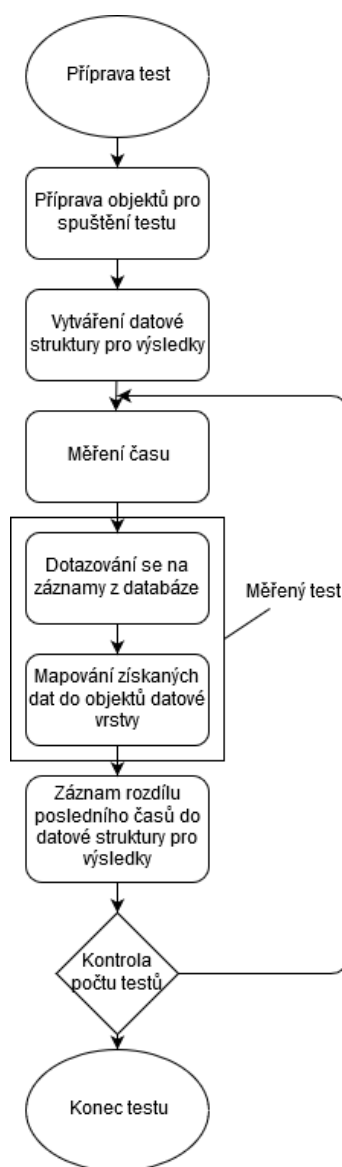 Příprava test
Příprava objektů pro
spuštění testu
Vytváření datové
struktury pro výsledky
Měření času
Dotazování se na
záznamy z databáze
Měřený test
Mapování získaných
dat do objektů datové
vrstvy
Záznam rozdílu
posledního časů do
datové struktury pro
výsledky
Kontrola
počtu testů
Konec testu